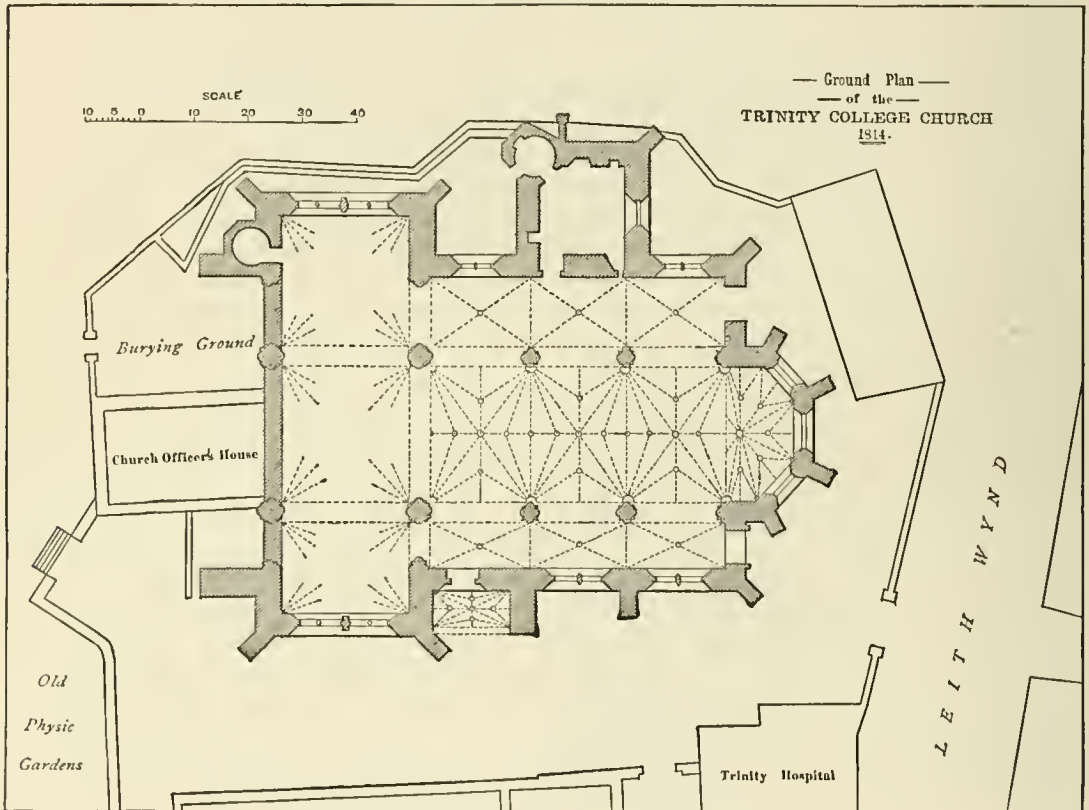 — Ground Plan —
— of the —
TRINITY COLLEGE CHURCH
1814.
SCALE
10 5 0 10 20 30 40
Burying Ground
Church Officer's House
Old
Physic
Gardens
LEITH WYND
Trinity Hospital